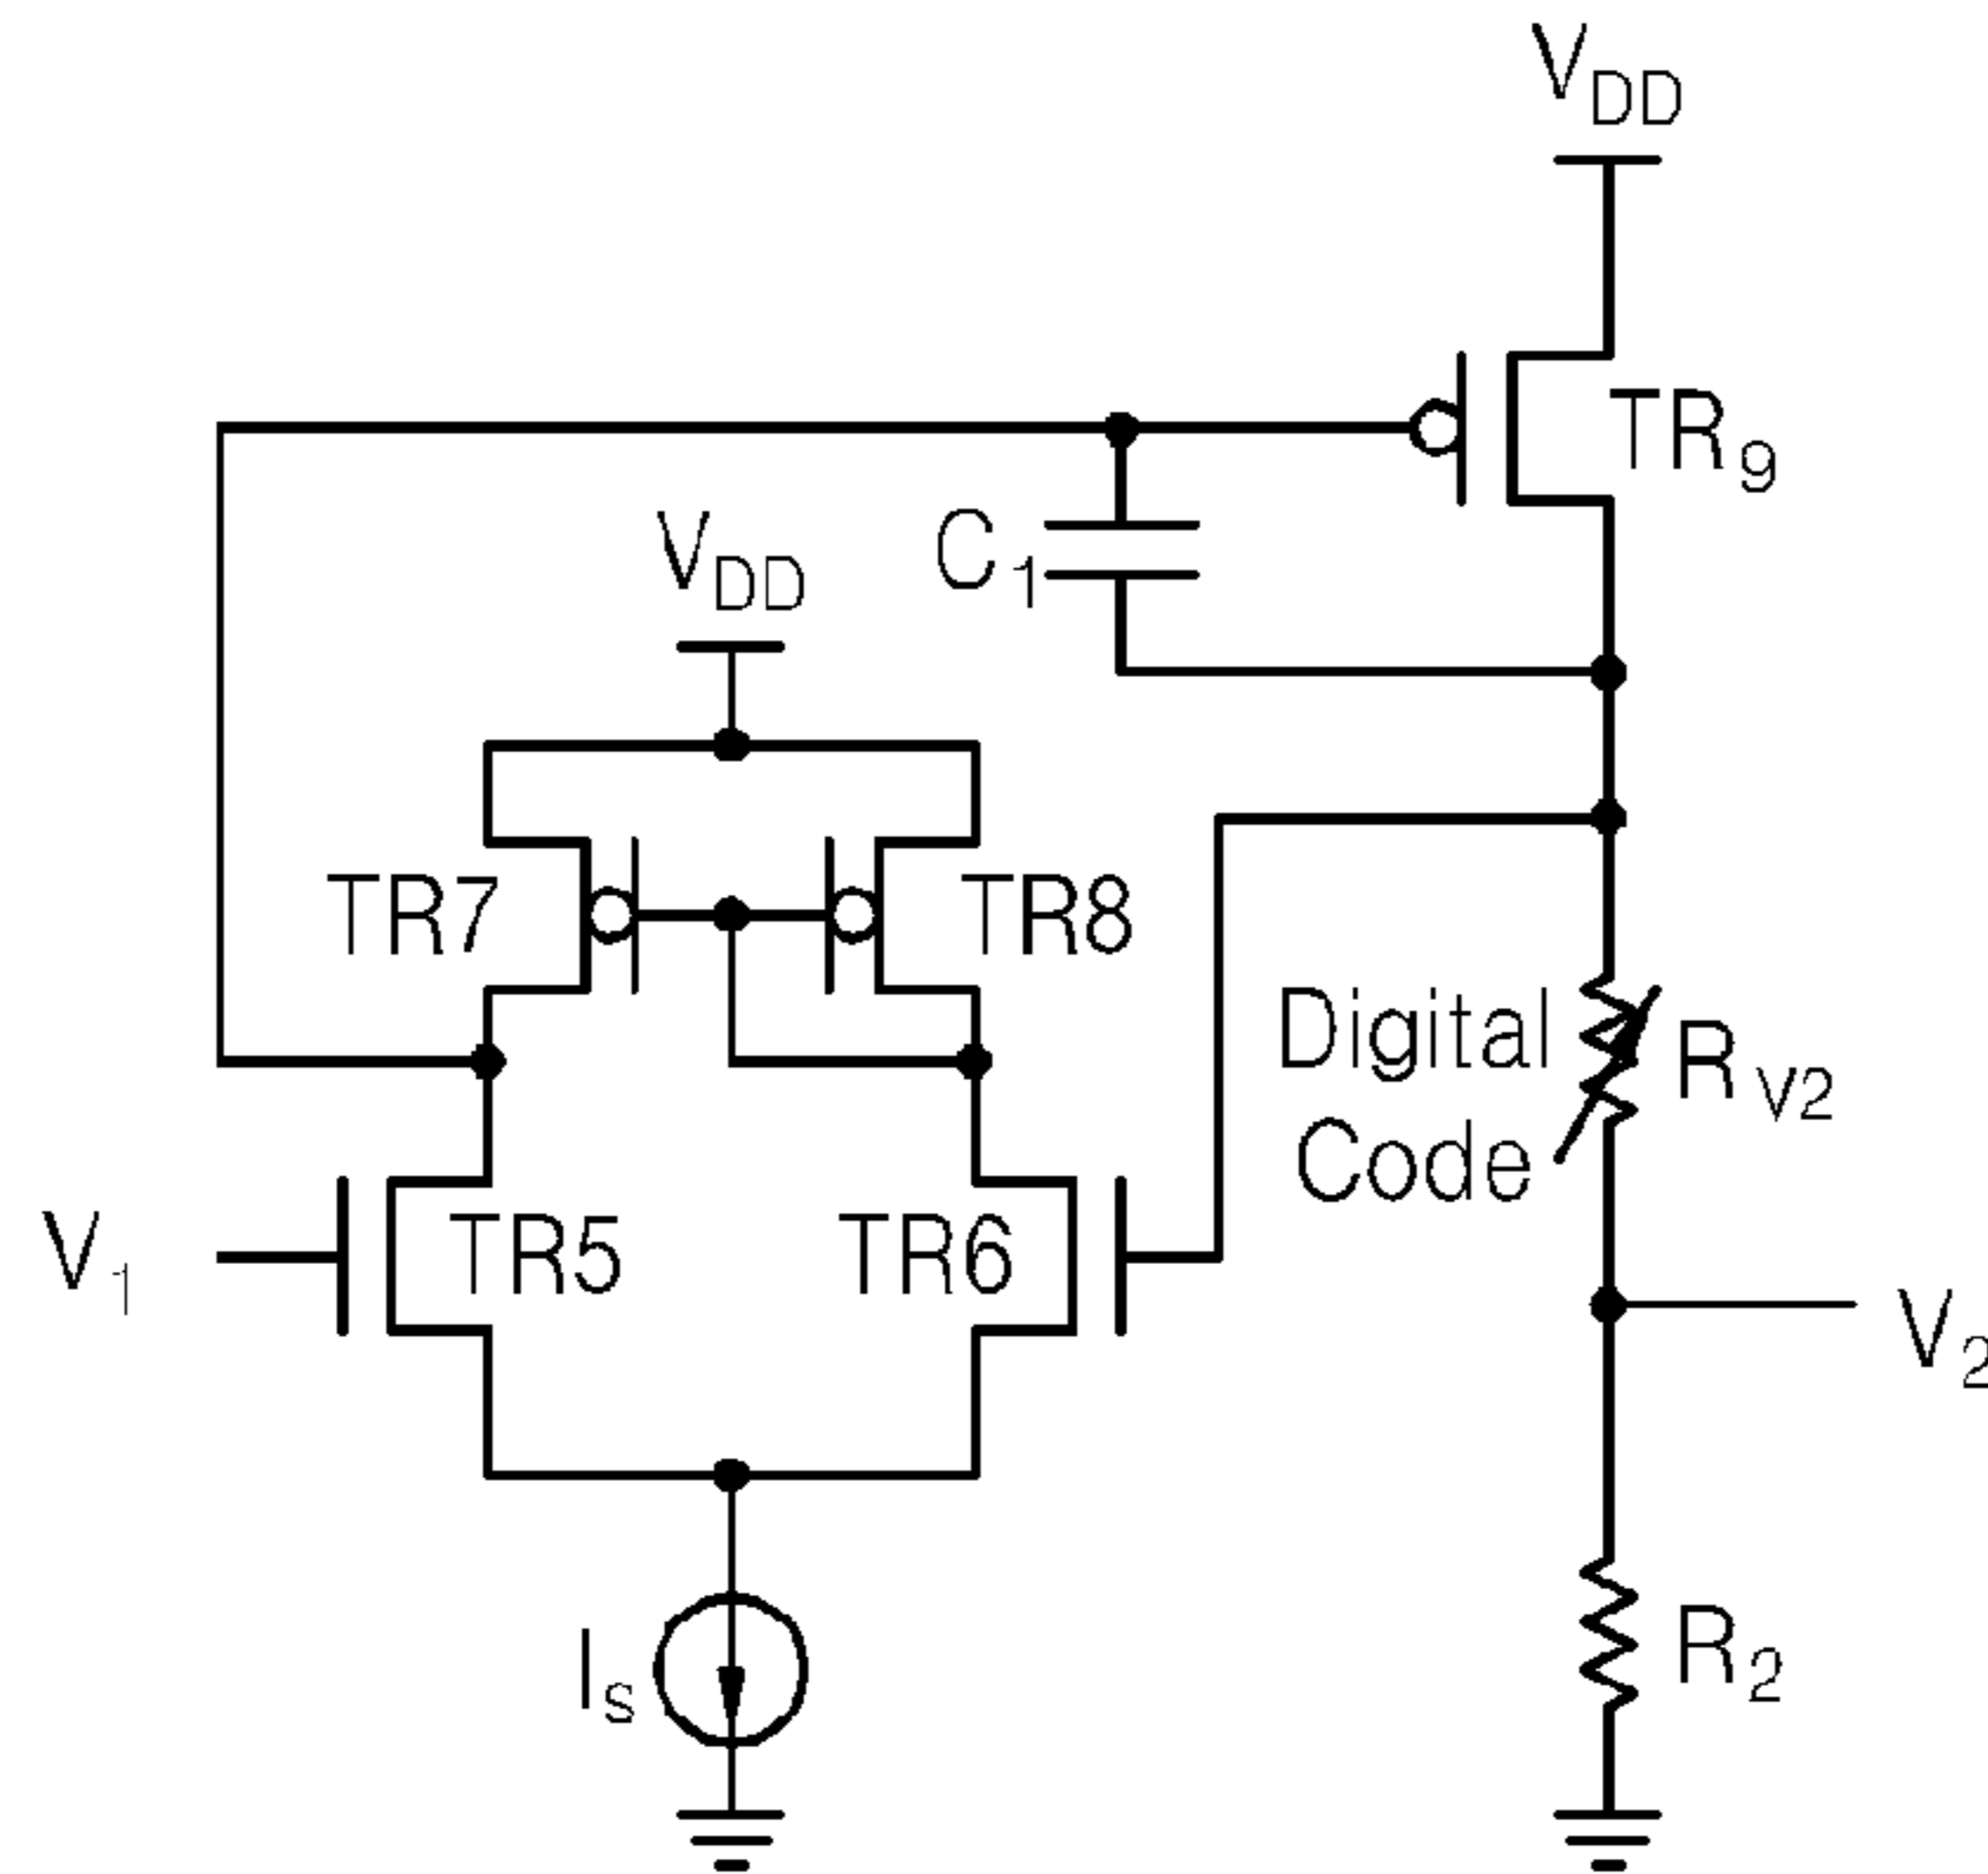 VDD
TR9
VDD
C1
TR7
TR8
Digital
Code
RV2
V1
TR5
TR6
V2
Is
R2